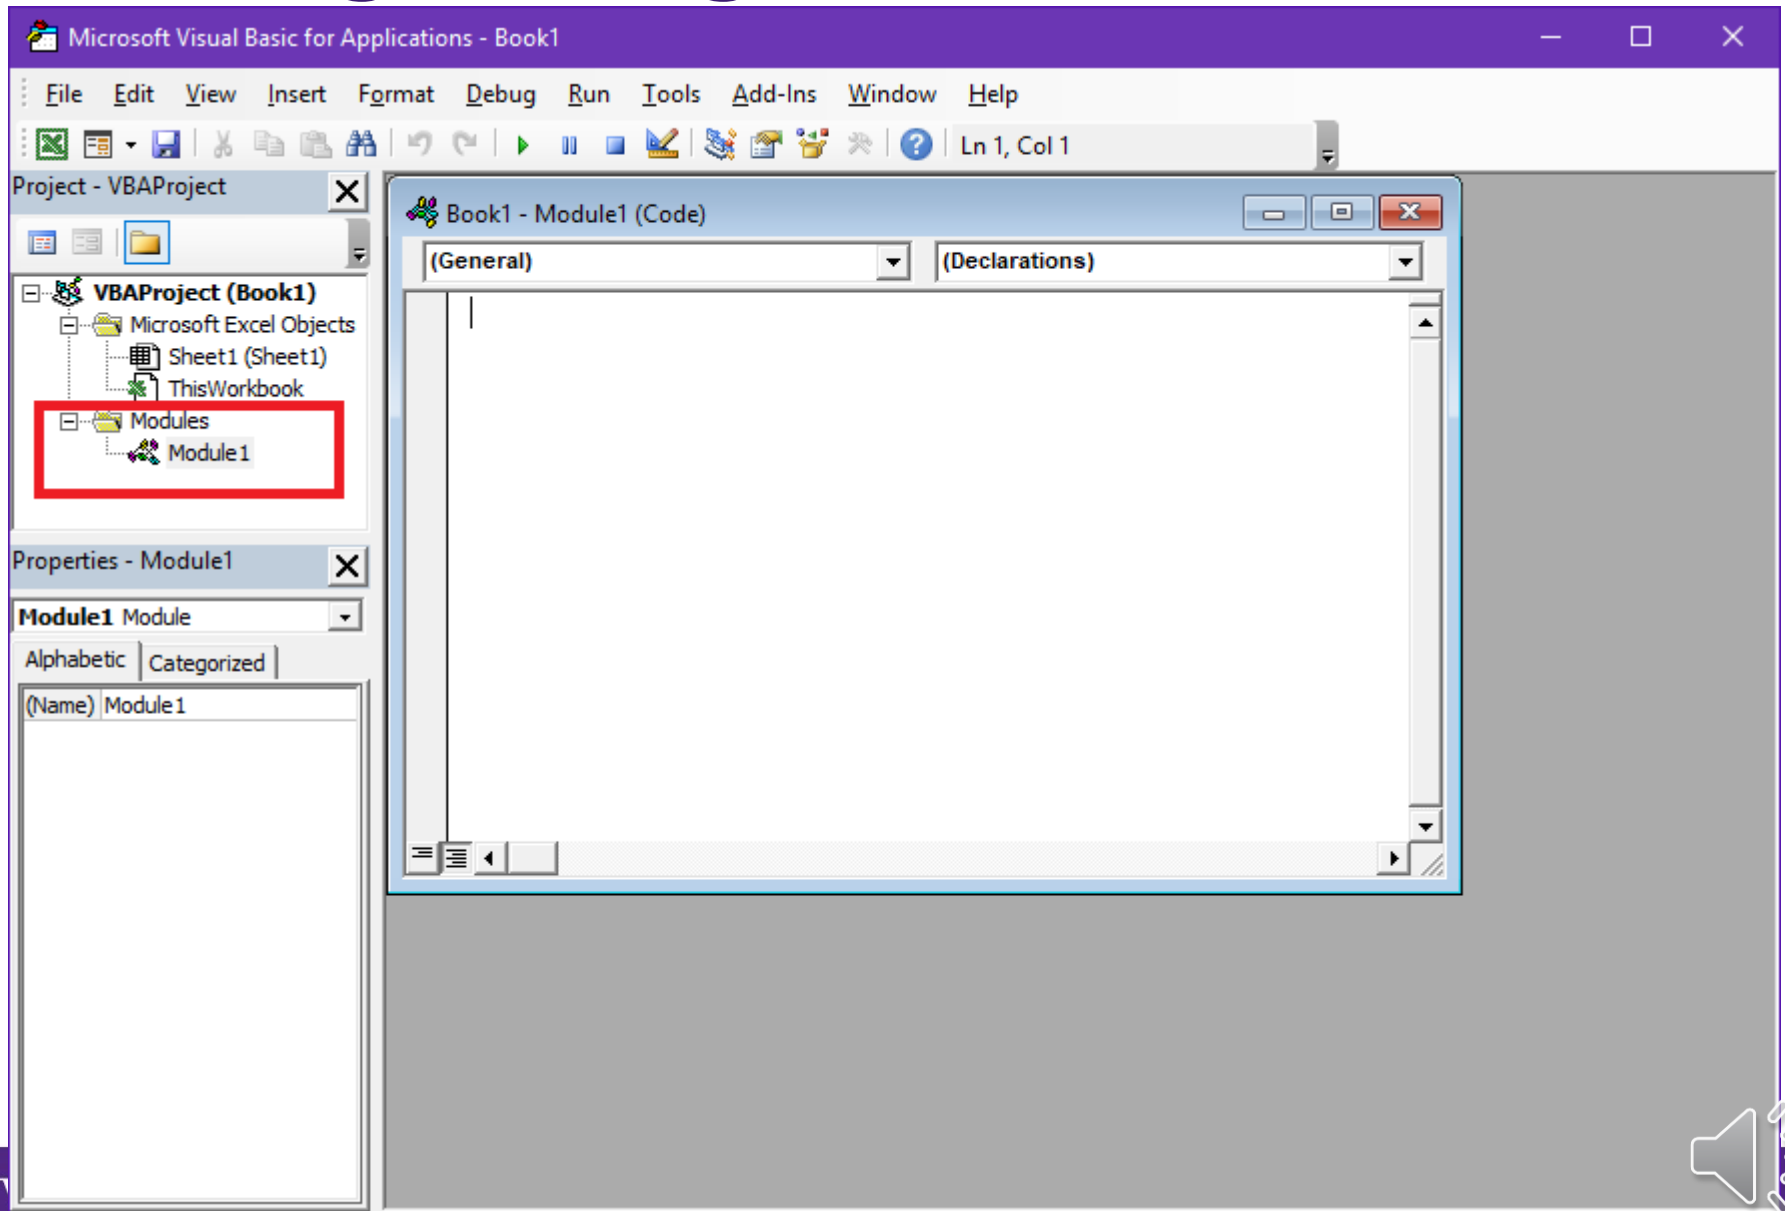 Microsoft Visual Basic for Applications - Book1
File Edit View Insert Format Debug Run Tools Add-Ins Window Help
Ln 1, Col 1
Project - VBAProject
VBAProject (Book1)
Microsoft Excel Objects
Sheet1 (Sheet1)
ThisWorkbook
Modules
Module1
Properties - Module1
Module1 Module
Alphabetic Categorized
(Name) Module1
Book1 - Module1 (Code)
(General) (Declarations)